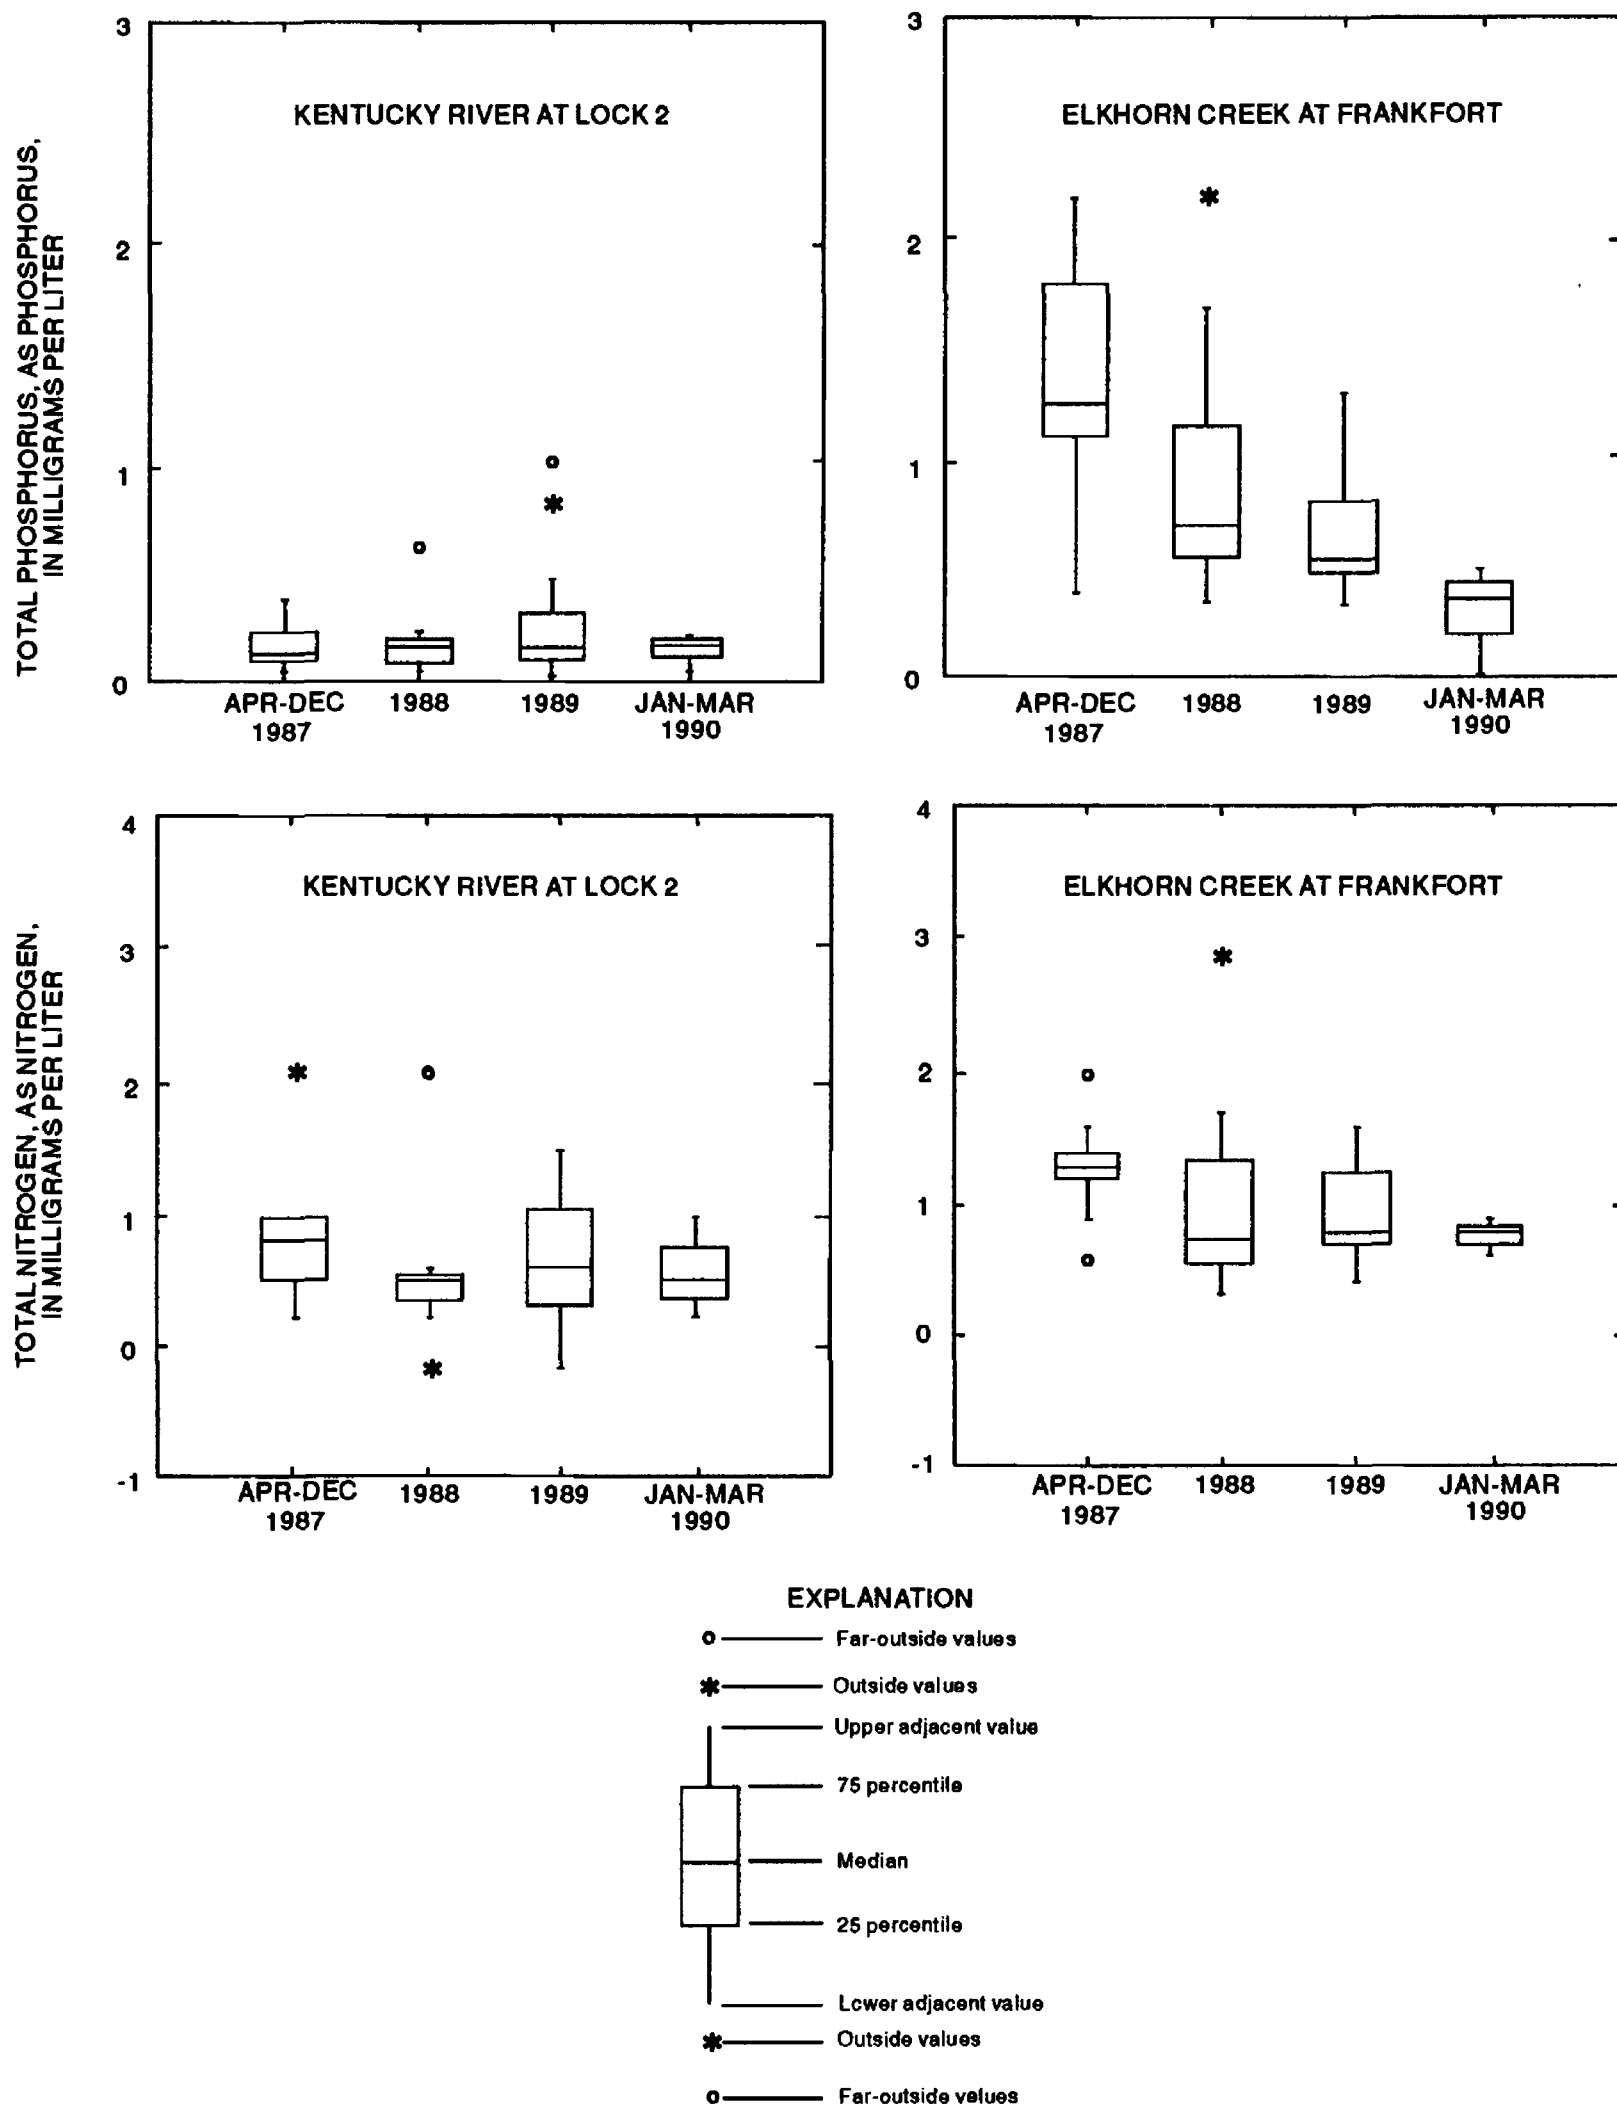 TOTAL PHOSPHORUS, AS PHOSPHORUS,
IN MILLIGRAMS PER LITER
3
2
1
0
KENTUCKY RIVER AT LOCK 2
APR-DEC 1988 1989 JAN-MAR
1987 1990
3
2
1
0
ELKHORN CREEK AT FRANKFORT
APR-DEC 1988 1989 JAN-MAR
1987 1990
TOTAL NITROGEN, AS NITROGEN,
IN MILLIGRAMS PER LITER
4
3
2
1
0
-1
KENTUCKY RIVER AT LOCK 2
APR-DEC 1988 1989 JAN-MAR
1987 1990
4
3
2
1
0
-1
ELKHORN CREEK AT FRANKFORT
APR-DEC 1988 1989 JAN-MAR
1987 1990
EXPLANATION
Far-outside values
Outside values
Upper adjacent value
75 percentile
Median
25 percentile
Lower adjacent value
Outside values
Far-outside values